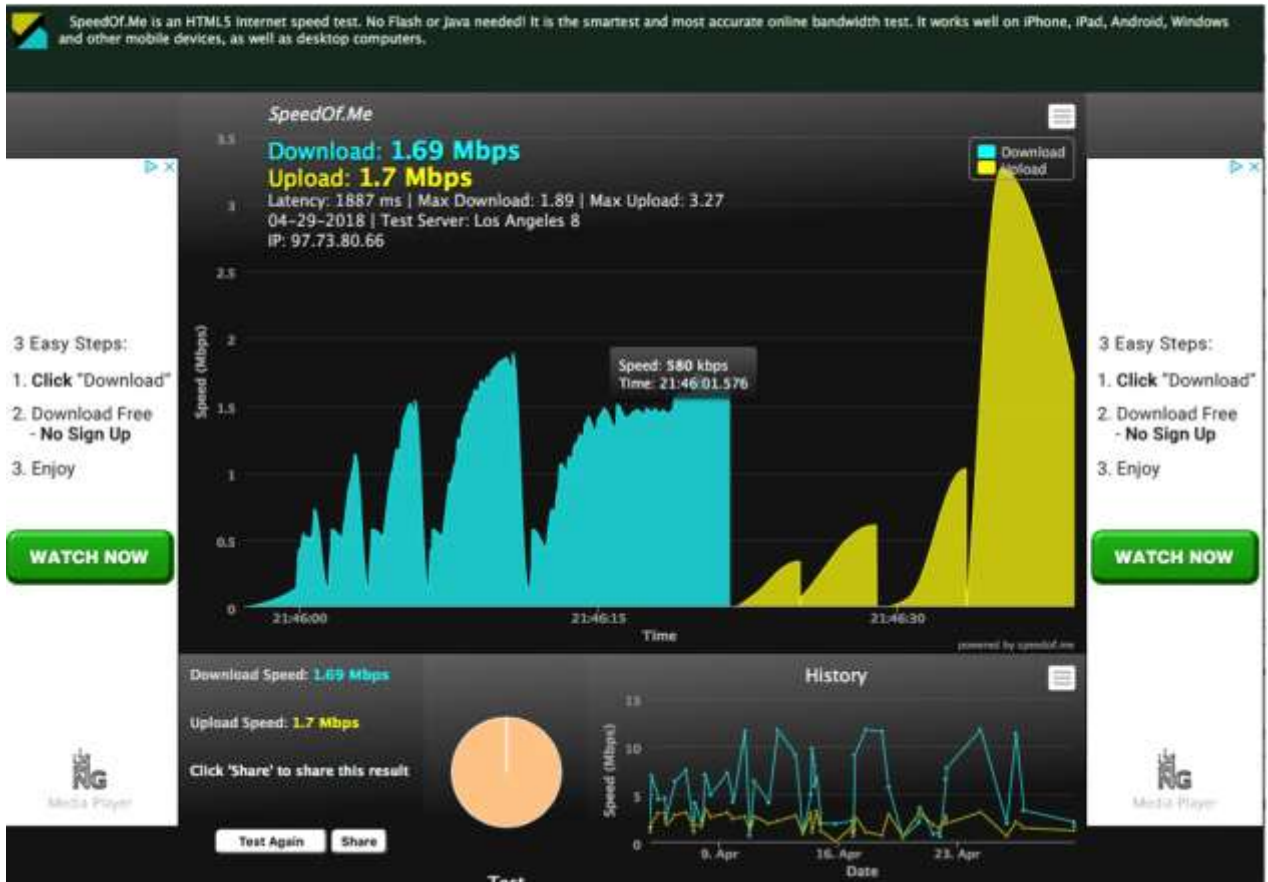 SpeedOf.Me is an HTML5 Internet speed test. No Flash or Java needed! It is the smartest and most accurate online bandwidth test. It works well on iPhone, iPad, Android, Windows
and other mobile devices, as well as desktop computers.
SpeedOf.Me
Download: 1.69 Mbps
Upload: 1.7 Mbps
Latency: 1887 ms | Max Download: 1.89 | Max Upload: 3.27
04-29-2018 | Test Server: Los Angeles 8
IP: 97.73.80.66
Download
Upload
3.5
3
2.5
2
1.5
1
0.5
0
Speed (Mbps)
Speed: 580 kbps
Time: 21:46:01.576
21:46:00
21:46:15
21:46:30
Time
powered by speedof.me
3 Easy Steps:
1. Click "Download"
2. Download Free
- No Sign Up
3. Enjoy
WATCH NOW
Media Player
3 Easy Steps:
1. Click "Download"
2. Download Free
- No Sign Up
3. Enjoy
WATCH NOW
Media Player
Download Speed: 1.69 Mbps
Upload Speed: 1.7 Mbps
Click 'Share' to share this result
Test Again
Share
History
15
10
5
0
Speed (Mbps)
9. Apr
16. Apr
23. Apr
Date
Test